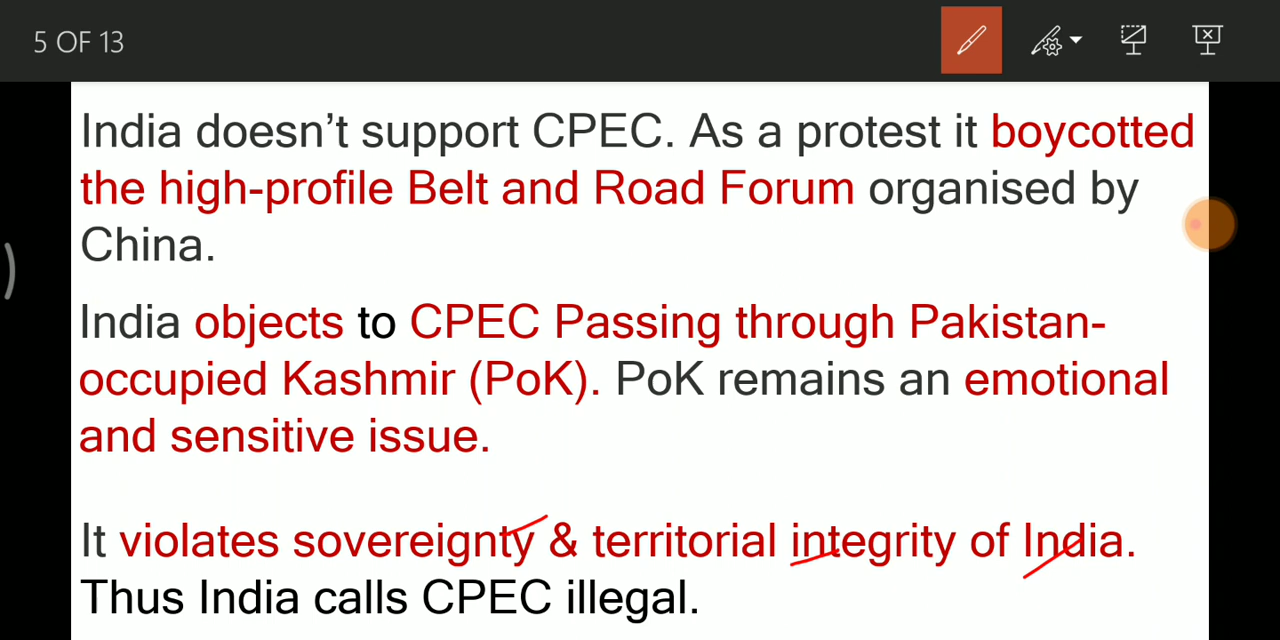 5 OF 13
India doesn’t support CPEC. As a protest it boycotted
the high-profile Belt and Road Forum organised by
China.
India objects to CPEC Passing through Pakistan-
occupied Kashmir (PoK). PoK remains an emotional
and sensitive issue.
It violates sovereignty & territorial integrity of India.
Thus India calls CPEC illegal.